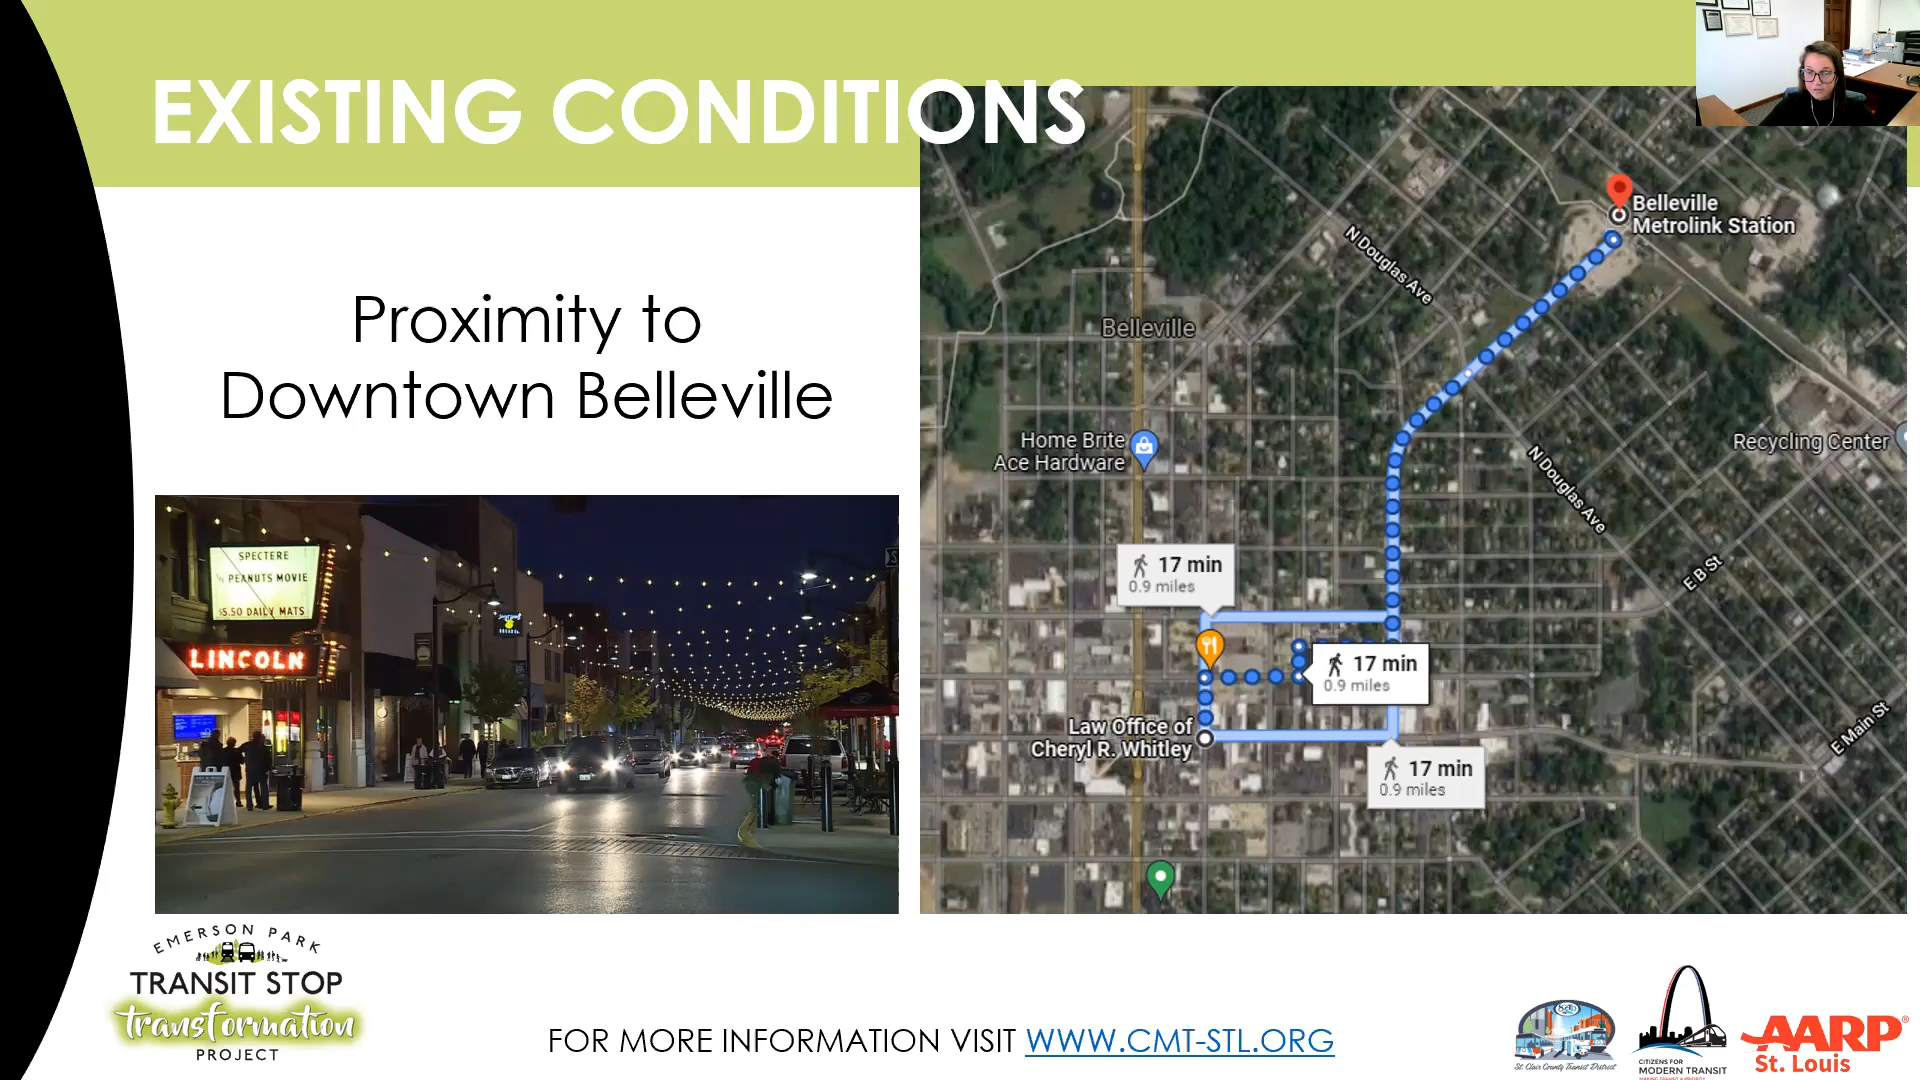 EXISTING CONDITIONS
Proximity to
Downtown Belleville
SPECTERE
PEANUTS MOVIE
$5.50 DAILY MATS
LINCOLN
Belleville
Metrolink Station
N Douglas Ave
Belleville
Home Brite
Ace Hardware
Recycling Center
N Douglas Ave
17 min
0.9 miles
E B St
17 min
0.9 miles
Law Office of
Cheryl R. Whitley
E Main St
17 min
0.9 miles
EMERSON PARK
TRANSIT STOP
transformation
PROJECT
FOR MORE INFORMATION VISIT WWW.CMT-STL.ORG
St. Clair County Transit District
CITIZENS FOR
MODERN TRANSIT
MAKING TRANSIT A PRIORITY
AARP®
St. Louis